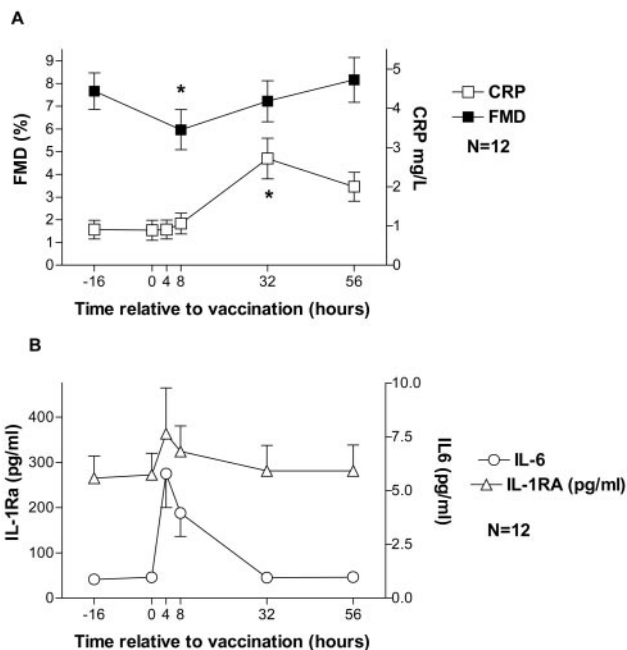 A
9
8
7
6
5
4
3
2
1
0
FMD (%)
*
*
5
4
3
2
1
0
CRP mg/L
CRP
FMD
N=12
-16 0 4 8 32 56
Time relative to vaccination (hours)
B
400
300
200
100
0
IL-1Ra (pg/ml)
10.0
7.5
5.0
2.5
0.0
IL6 (pg/ml)
IL-6
IL-1RA (pg/ml)
N=12
-16 0 4 8 32 56
Time relative to vaccination (hours)